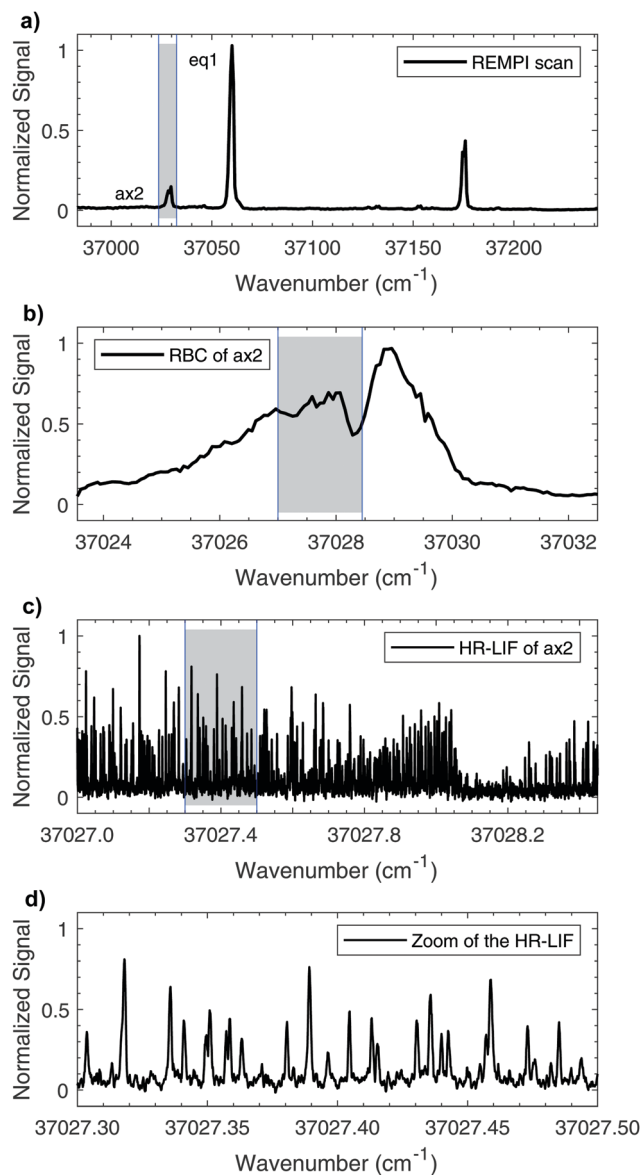 a)
Normalized Signal
1
0.5
0
eq1
ax2
REMPI scan
37000 37050 37100 37150 37200
Wavenumber (cm-1)
b)
Normalized Signal
1
0.5
0
RBC of ax2
37024 37026 37028 37030 37032
Wavenumber (cm-1)
c)
Normalized Signal
1
0.5
0
HR-LIF of ax2
37027.0 37027.4 37027.8 37028.2
Wavenumber (cm-1)
d)
Normalized Signal
1
0.5
0
Zoom of the HR-LIF
37027.30 37027.35 37027.40 37027.45 37027.50
Wavenumber (cm-1)